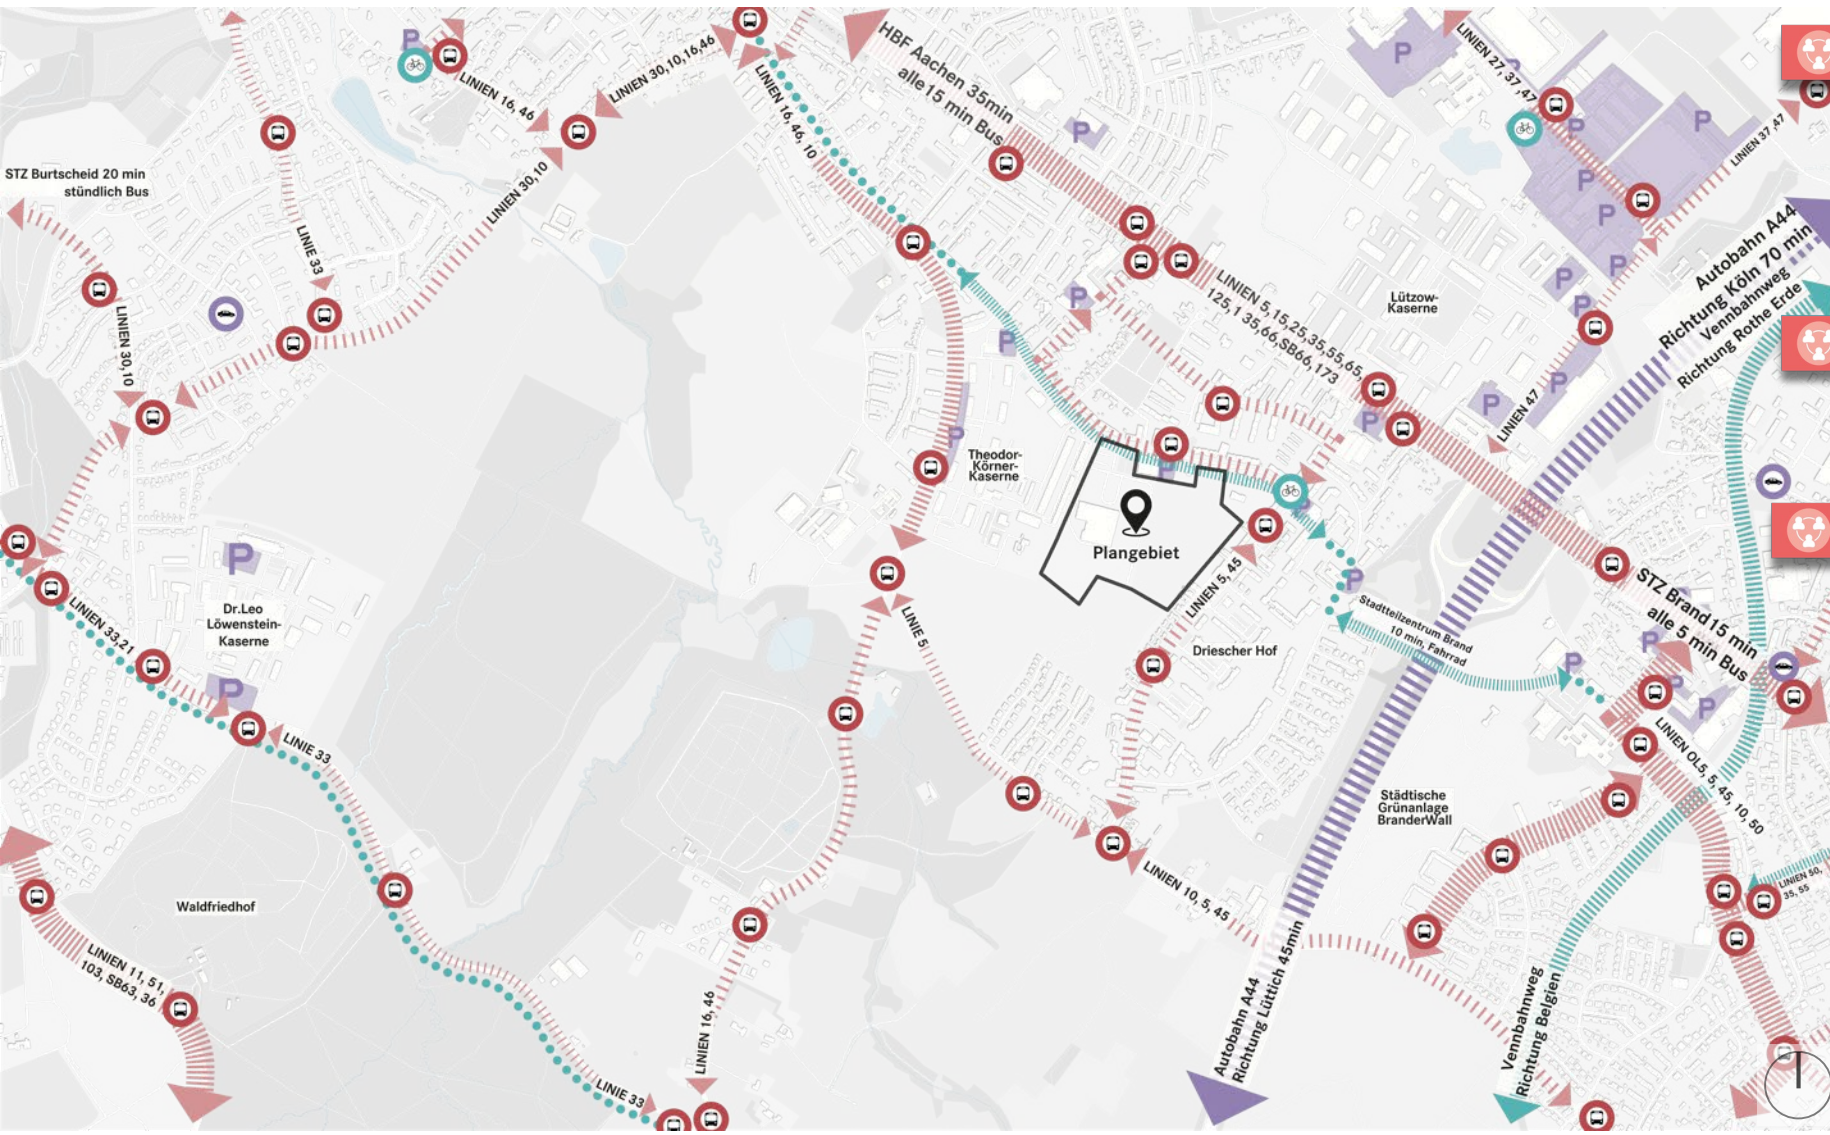 P
LINIEN 16, 46
LINIEN 30,10,16,46
HBF Aachen 35min
alle15 min Bus
LINIEN 27, 37,47
P
P
P
P
P
LINIEN 37,47
LINIEN 16, 46, 10
STZ Burtscheid 20 min
stündlich Bus
LINIEN 30,10
LINIE 33
P
P
P
P
P
Autobahn A44
Richtung Köln 70 min
Vennbahnweg
Richtung Rothe Erde
LINIEN 5,15,25,35,55,65,
125,135,66,SB66,173
Lützow-
Kaserne
P
P
LINIEN 30,10
P
P
P
LINIEN 47
P
Theodor-
Körner-
Kaserne
P
Plangebiet
P
P
LINIEN 5, 45
STZ Brand15 min
alle 5 min Bus
Stadtteilzentrum Brand
10 min, Fahrrad
P
Dr.Leo
Löwenstein-
Kaserne
LINIEN 33,21
P
LINIE 5
Driescher Hof
P
P
P
P
LINIE 33
LINIEN OL5, 5, 45, 10, 50
Städtische
Grünanlage
BranderWall
LINIEN 10, 5, 45
LINIEN 50,
35, 55
Waldfriedhof
LINIEN 11, 51,
103, SB63, 36
Autobahn A44
Richtung Lüttich 45min
Vennbahnweg
Richtung Belgien
LINIEN 16, 46
LINIE 33